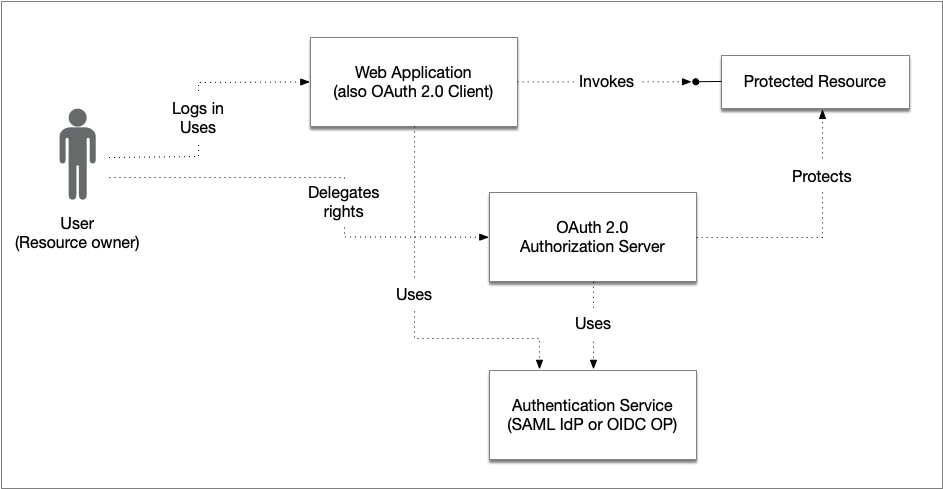 Web Application
(also OAuth 2.0 Client)
Invokes
Protected Resource
Logs in
Uses
Protects
Delegates
rights
User
(Resource owner)
OAuth 2.0
Authorization Server
Uses
Uses
Authentication Service
(SAML IdP or OIDC OP)